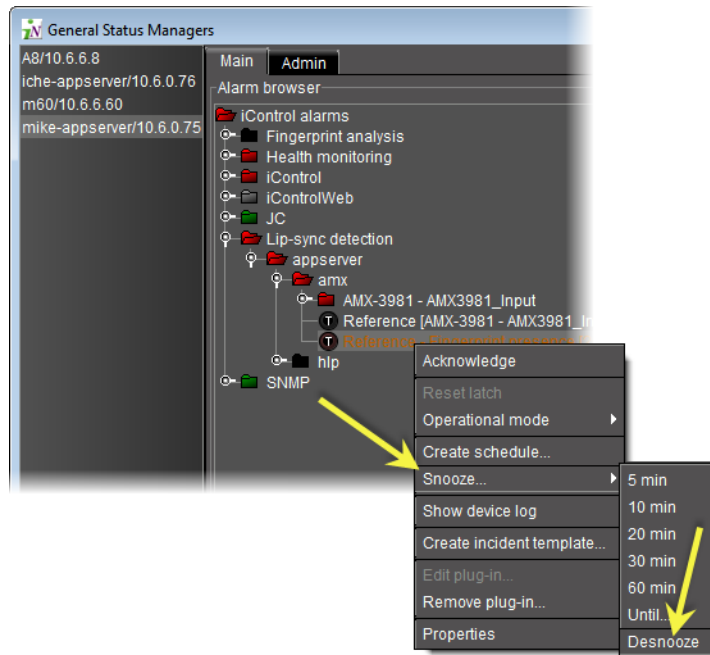 General Status Managers
A8/10.6.6.8
iche-appserver/10.6.0.76
m60/10.6.6.60
mike-appserver/10.6.0.75
Main
Admin
Alarm browser
iControl alarms
Fingerprint analysis
Health monitoring
iControl
iControlWeb
JC
Lip-sync detection
appserver
amx
AMX-3981 - AMX3981_Input
T Reference [AMX-3981 - AMX3981_In
T Reference - Fingerprint presence
hlp
SNMP
Acknowledge
Reset latch
Operational mode
Create schedule...
Snooze...
Show device log
Create incident template...
Edit plug-in...
Remove plug-in...
Properties
5 min
10 min
20 min
30 min
60 min
Until...
Desnooze